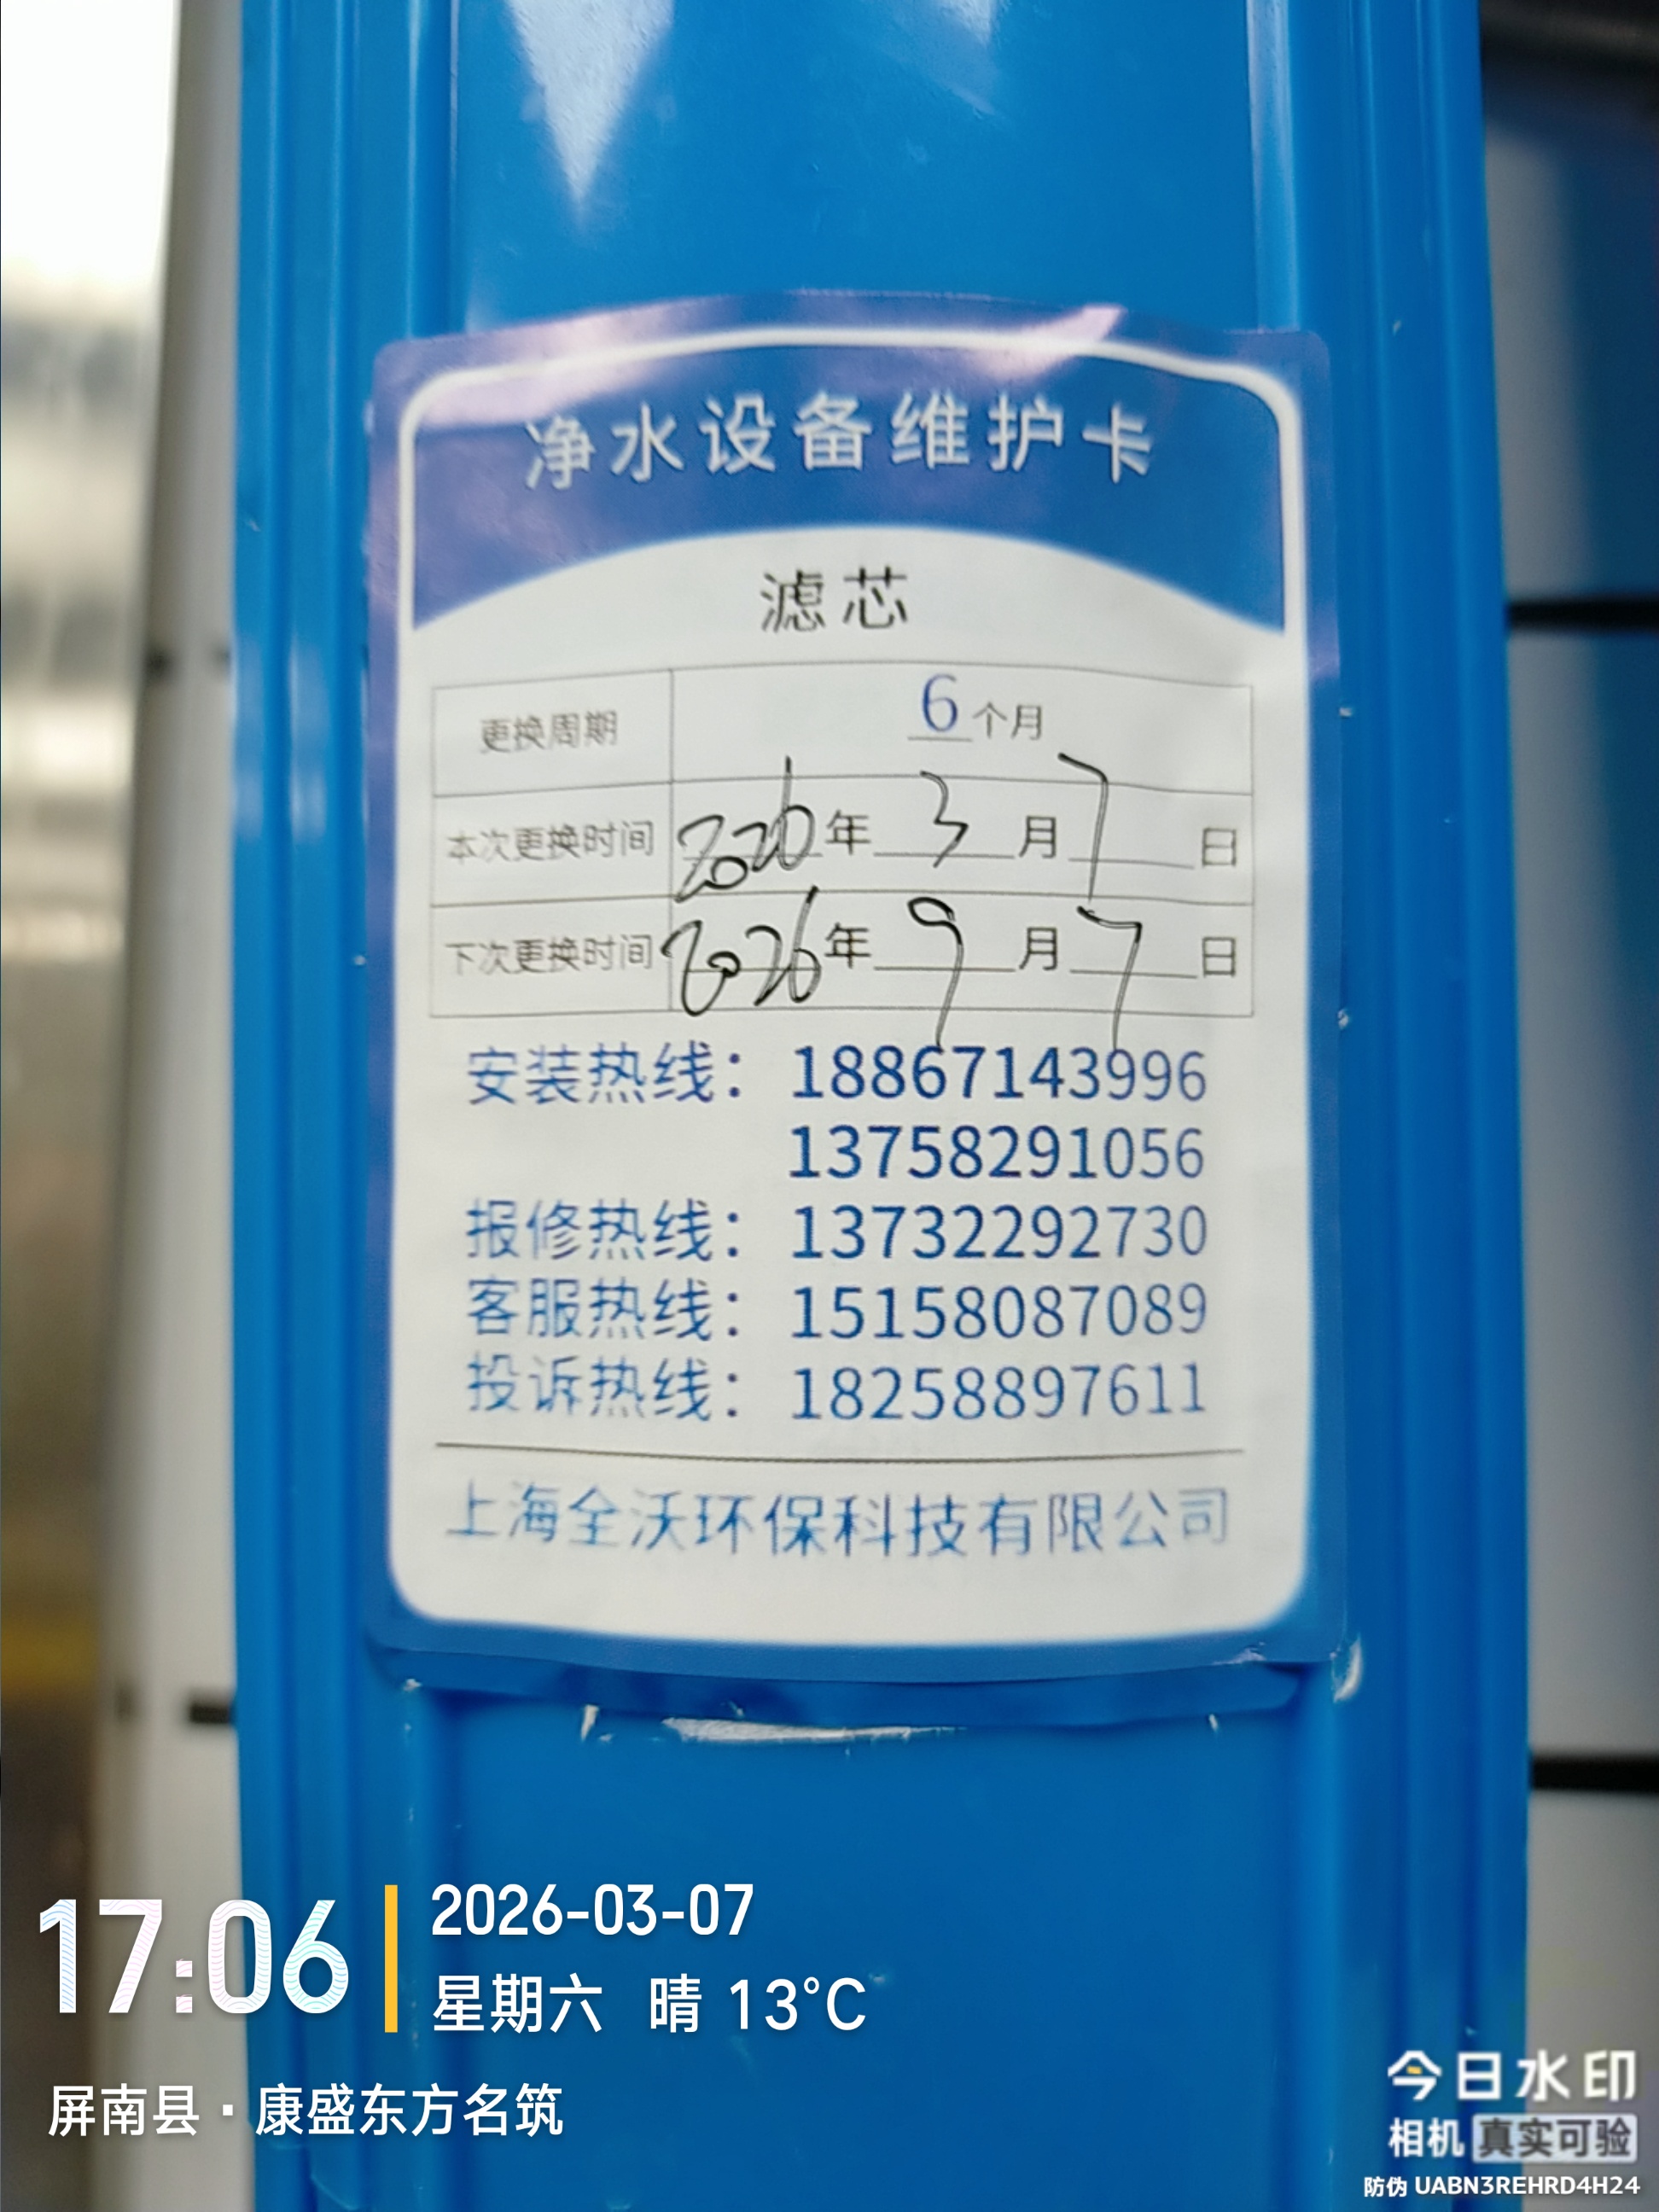 净水设备维护卡
滤芯
更换周期 6个月
本次更换时间 2026年3月7日
下次更换时间 2026年9月7日
安装热线：18867143996
13758291056
报修热线：13732292730
客服热线：15158087089
投诉热线：18258897611
上海全沃环保科技有限公司
17:06
2026-03-07
星期六 晴 13°C
屏南县·康盛东方名筑
今日水印
相机 真实可验
防伪 UABN3REHRD4H24